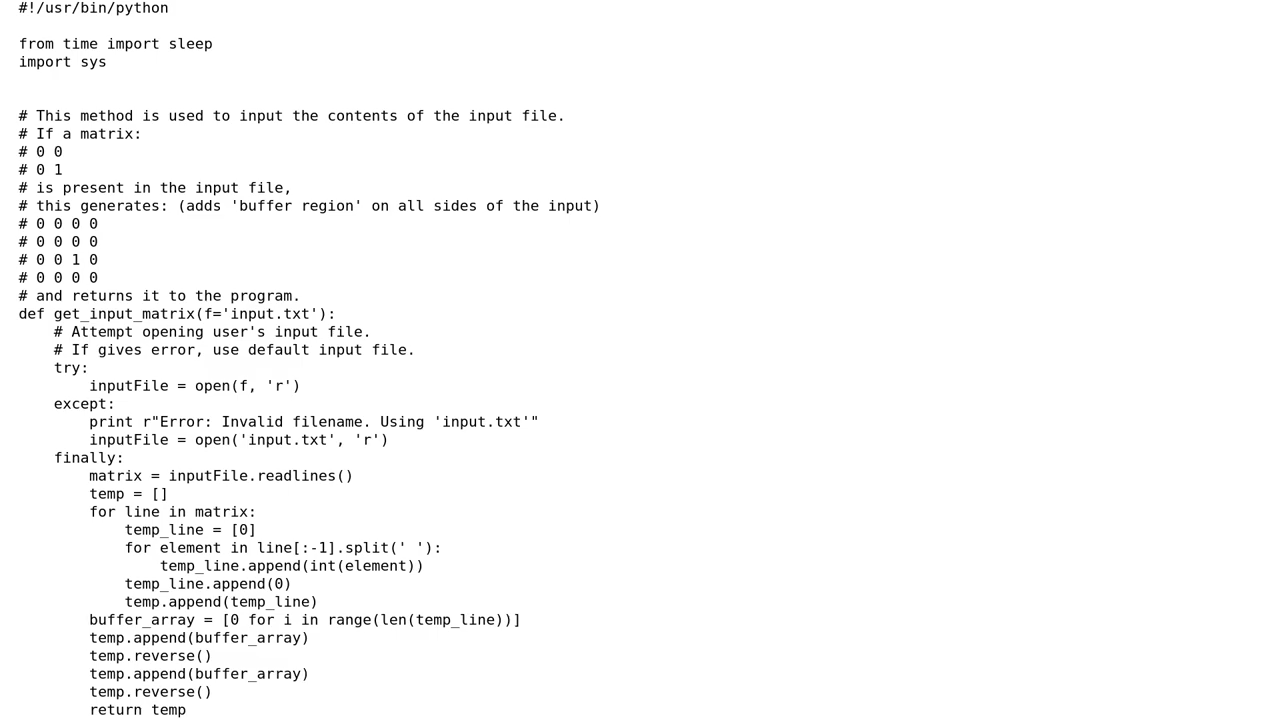 #!/usr/bin/python

from time import sleep
import sys


# This method is used to input the contents of the input file.
# If a matrix:
# 0 0
# 0 1
# is present in the input file,
# this generates: (adds 'buffer region' on all sides of the input)
# 0 0 0 0
# 0 0 0 0
# 0 0 1 0
# 0 0 0 0
# and returns it to the program.
def get_input_matrix(f='input.txt'):
    # Attempt opening user's input file.
    # If gives error, use default input file.
    try:
        inputFile = open(f, 'r')
    except:
        print r"Error: Invalid filename. Using 'input.txt'"
        inputFile = open('input.txt', 'r')
    finally:
        matrix = inputFile.readlines()
        temp = []
        for line in matrix:
            temp_line = [0]
            for element in line[:-1].split(' '):
                temp_line.append(int(element))
            temp_line.append(0)
            temp.append(temp_line)
        buffer_array = [0 for i in range(len(temp_line))]
        temp.append(buffer_array)
        temp.reverse()
        temp.append(buffer_array)
        temp.reverse()
        return temp